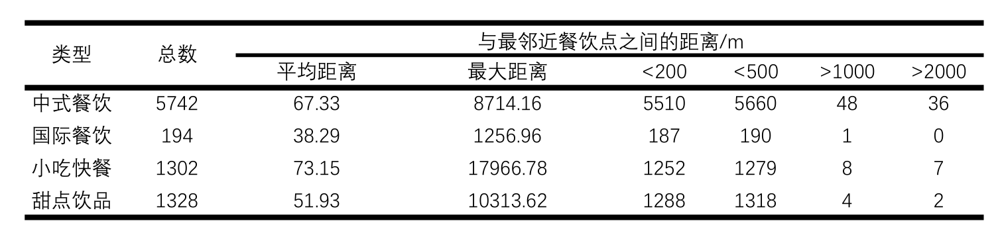 类型 总数 与最邻近餐饮点之间的距离/m
平均距离 最大距离 <200 <500 >1000 >2000
中式餐饮 5742 67.33 8714.16 5510 5660 48 36
国际餐饮 194 38.29 1256.96 187 190 1 0
小吃快餐 1302 73.15 17966.78 1252 1279 8 7
甜点饮品 1328 51.93 10313.62 1288 1318 4 2